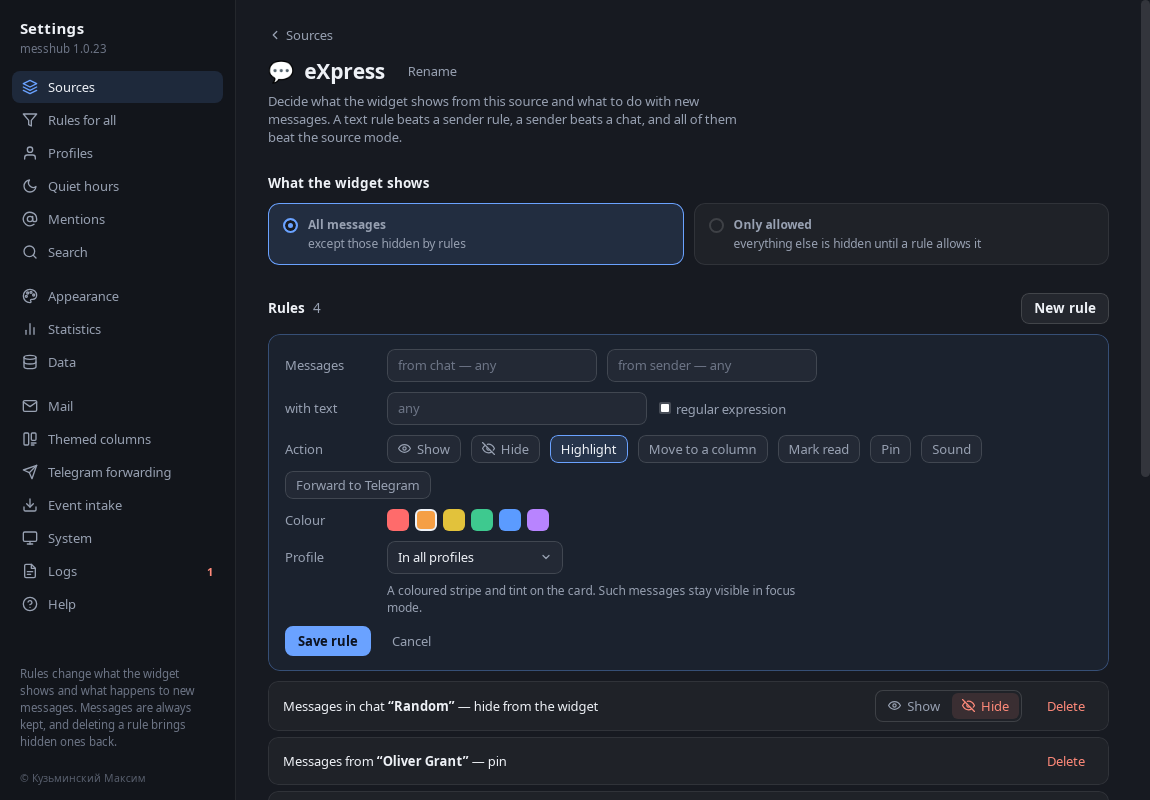 Settings
messhub 1.0.23
Sources
Rules for all
Profiles
Quiet hours
Mentions
Search
Appearance
Statistics
Data
Mail
Themed columns
Telegram forwarding
Event intake
System
Logs 1
Help
Rules change what the widget
shows and what happens to new
messages. Messages are always
kept, and deleting a rule brings
hidden ones back.
© Кузьминский Максим
Sources
eXpress Rename
Decide what the widget shows from this source and what to do with new
messages. A text rule beats a sender rule, a sender beats a chat, and all of them
beat the source mode.
What the widget shows
All messages
except those hidden by rules
Only allowed
everything else is hidden until a rule allows it
Rules 4 New rule
Messages from chat — any from sender — any
with text any regular expression
Action Show Hide Highlight Move to a column Mark read Pin Sound
Forward to Telegram
Colour
Profile In all profiles
A coloured stripe and tint on the card. Such messages stay visible in focus
mode.
Save rule Cancel
Messages in chat “Random” — hide from the widget Show Hide Delete
Messages from “Oliver Grant” — pin Delete